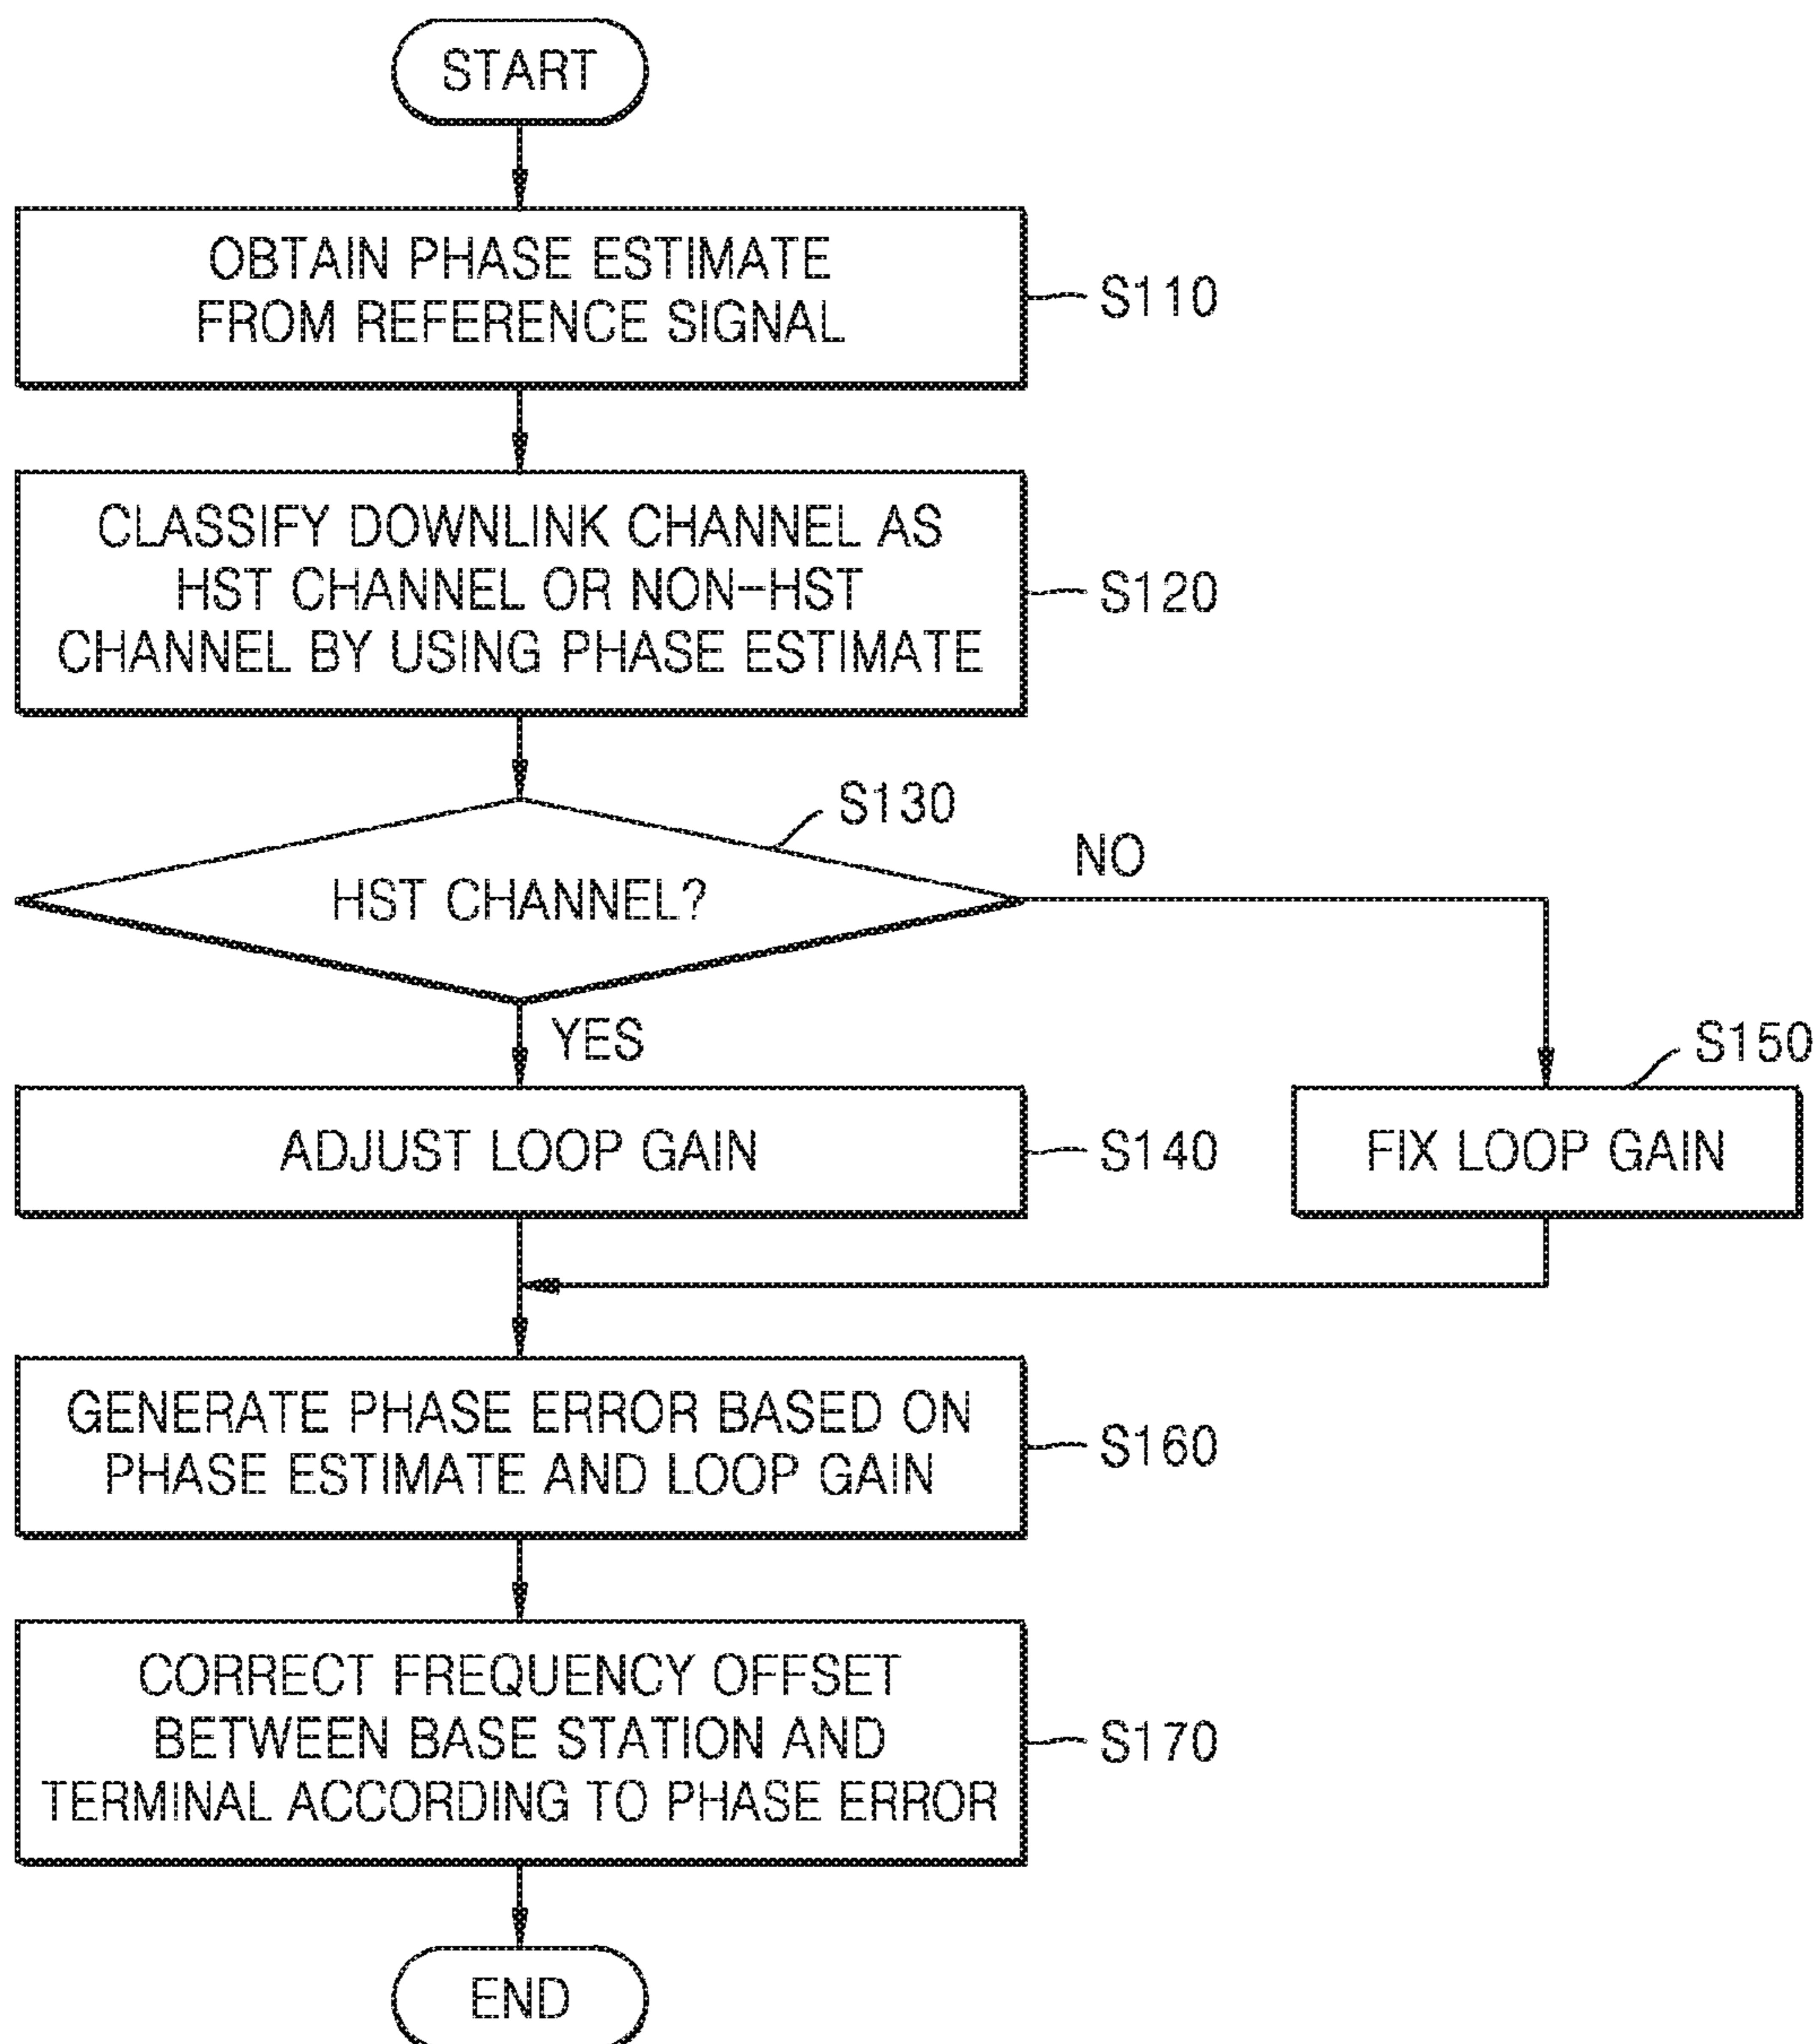 START
OBTAIN PHASE ESTIMATE
FROM REFERENCE SIGNAL
S110
CLASSIFY DOWNLINK CHANNEL AS
HST CHANNEL OR NON-HST
CHANNEL BY USING PHASE ESTIMATE
S120
S130
HST CHANNEL?
NO
YES
S150
ADJUST LOOP GAIN
S140
FIX LOOP GAIN
GENERATE PHASE ERROR BASED ON
PHASE ESTIMATE AND LOOP GAIN
S160
CORRECT FREQUENCY OFFSET
BETWEEN BASE STATION AND
TERMINAL ACCORDING TO PHASE ERROR
S170
END